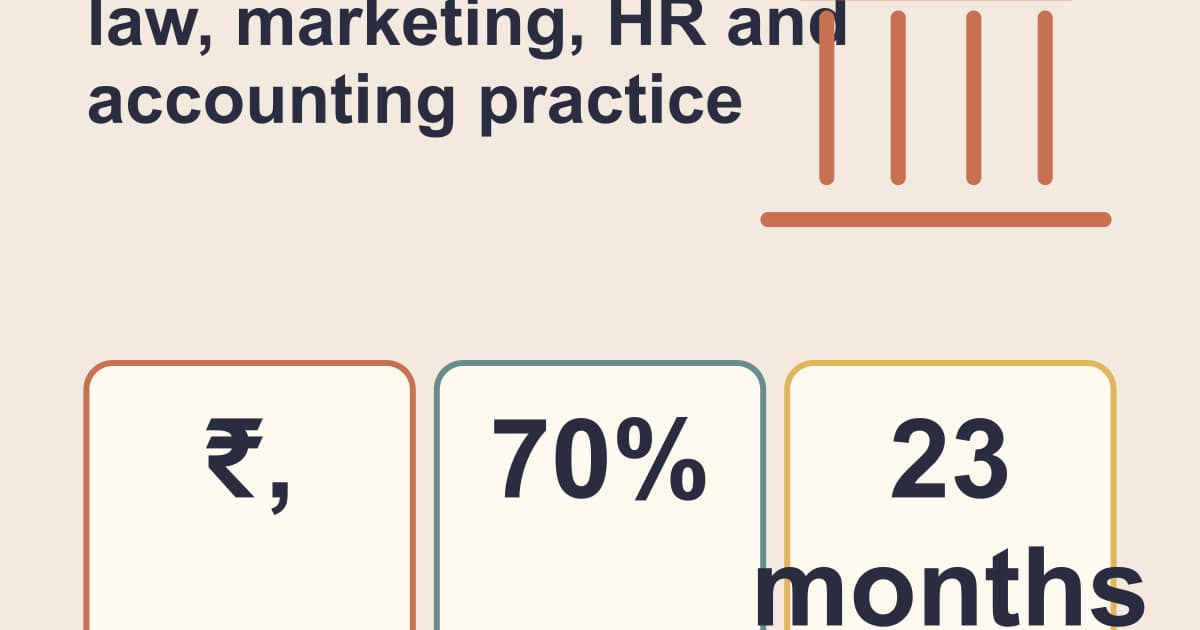 law, marketing, HR and
accounting practice
₹,
70%
23
months